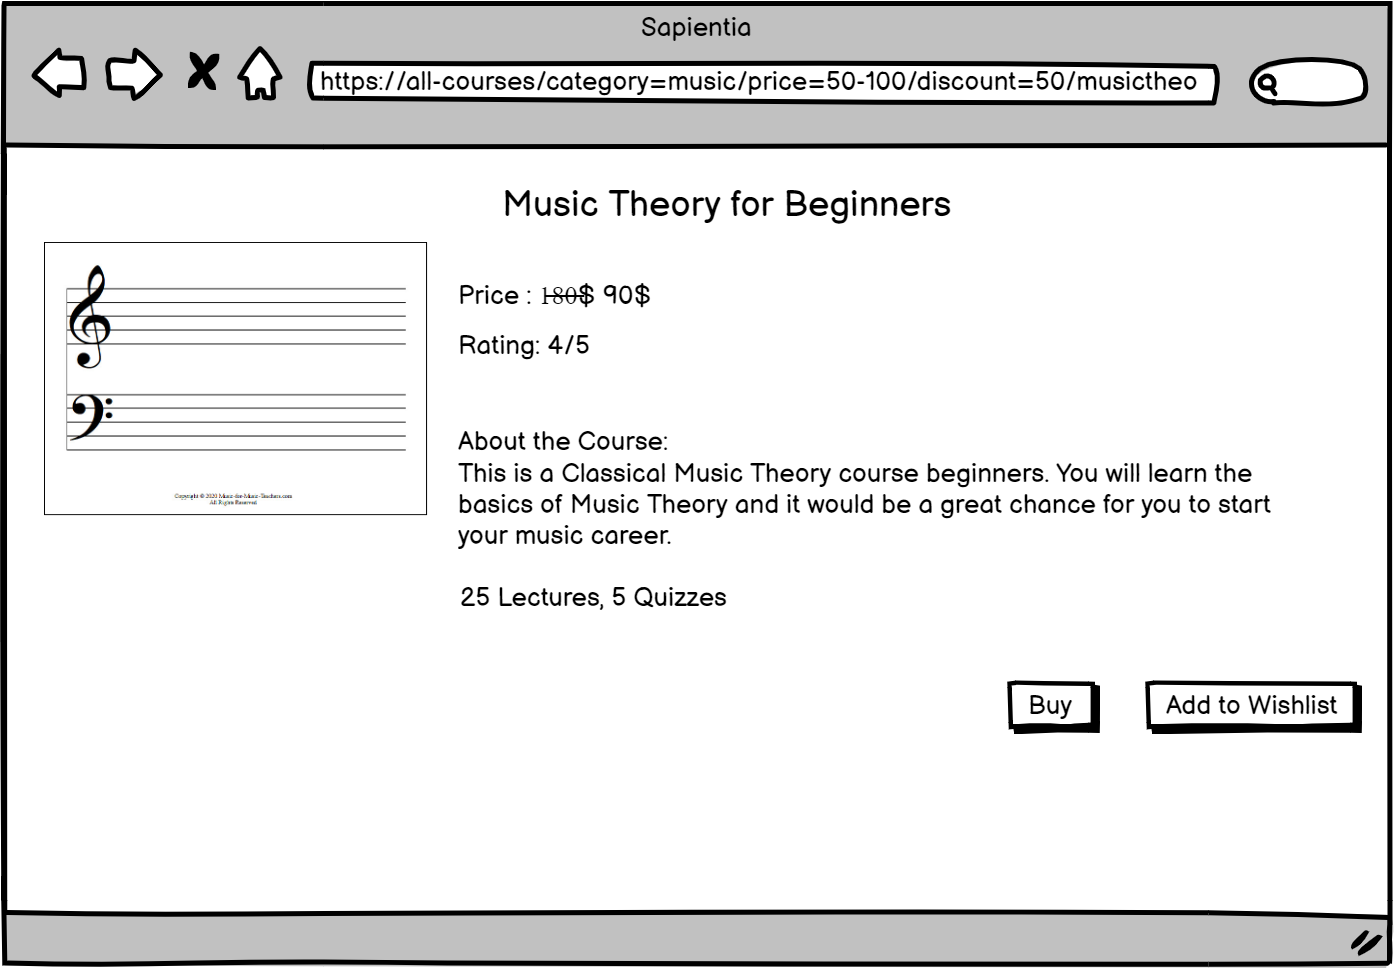 Sapientia
https://all-courses/category=music/price=50-100/discount=50/musictheo
Music Theory for Beginners
Price : 180$ 90$
Rating: 4/5
About the Course:
This is a Classical Music Theory course beginners. You will learn the
basics of Music Theory and it would be a great chance for you to start
your music career.
25 Lectures, 5 Quizzes
Copyright © 2020 Music-for-Music-Teachers.com
All Rights Reserved
Buy
Add to Wishlist